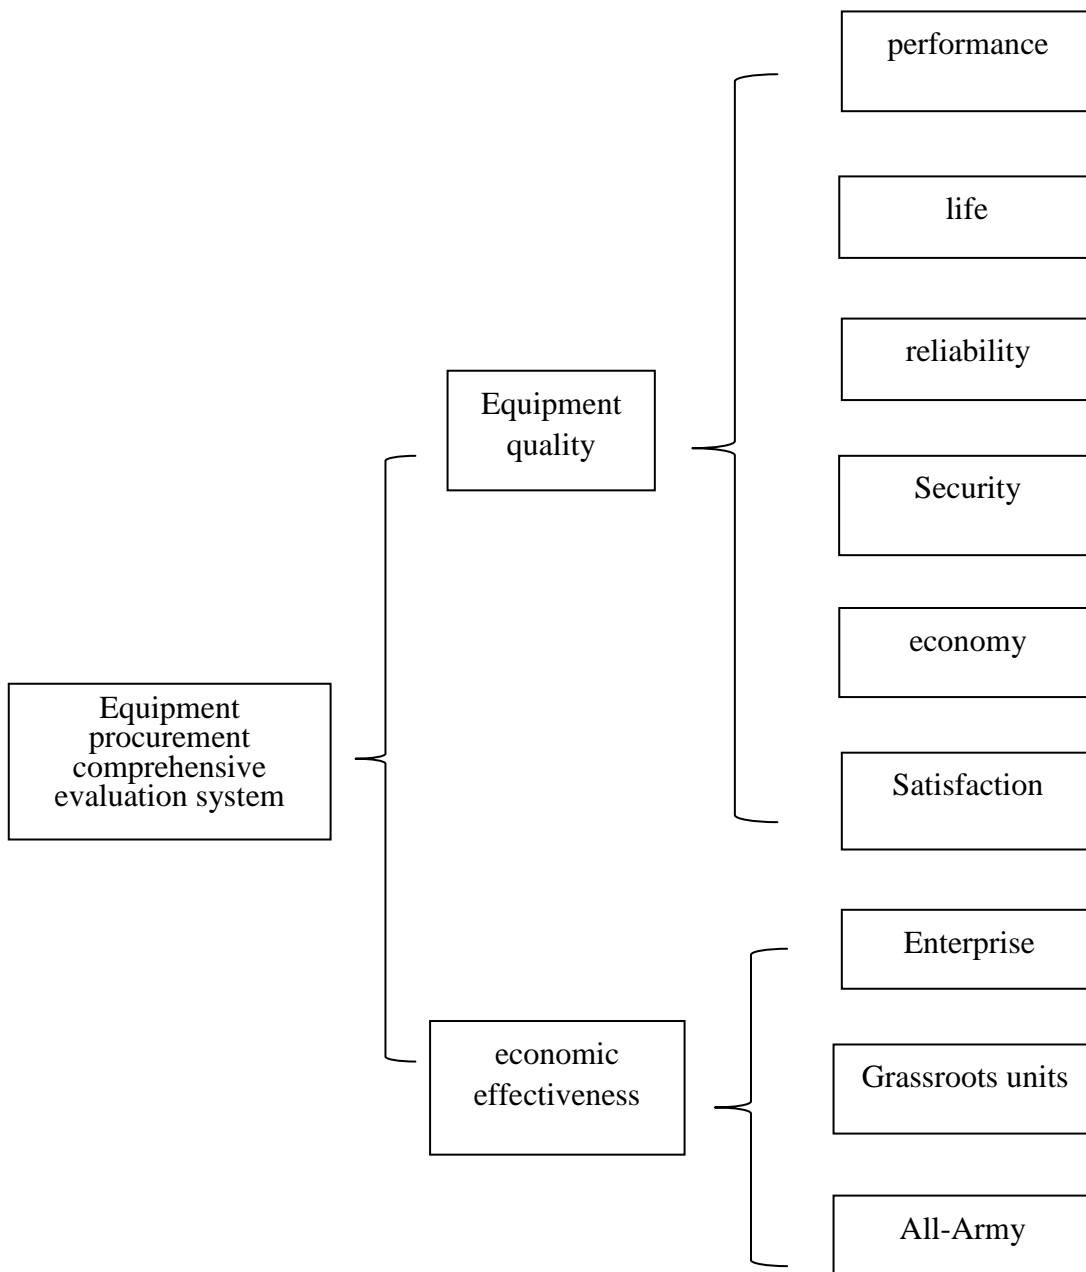 performance
life
reliability
Equipment
quality
Security
economy
Equipment
procurement
comprehensive
evaluation system
Satisfaction
Enterprise
economic
effectiveness
Grassroots units
All-Army